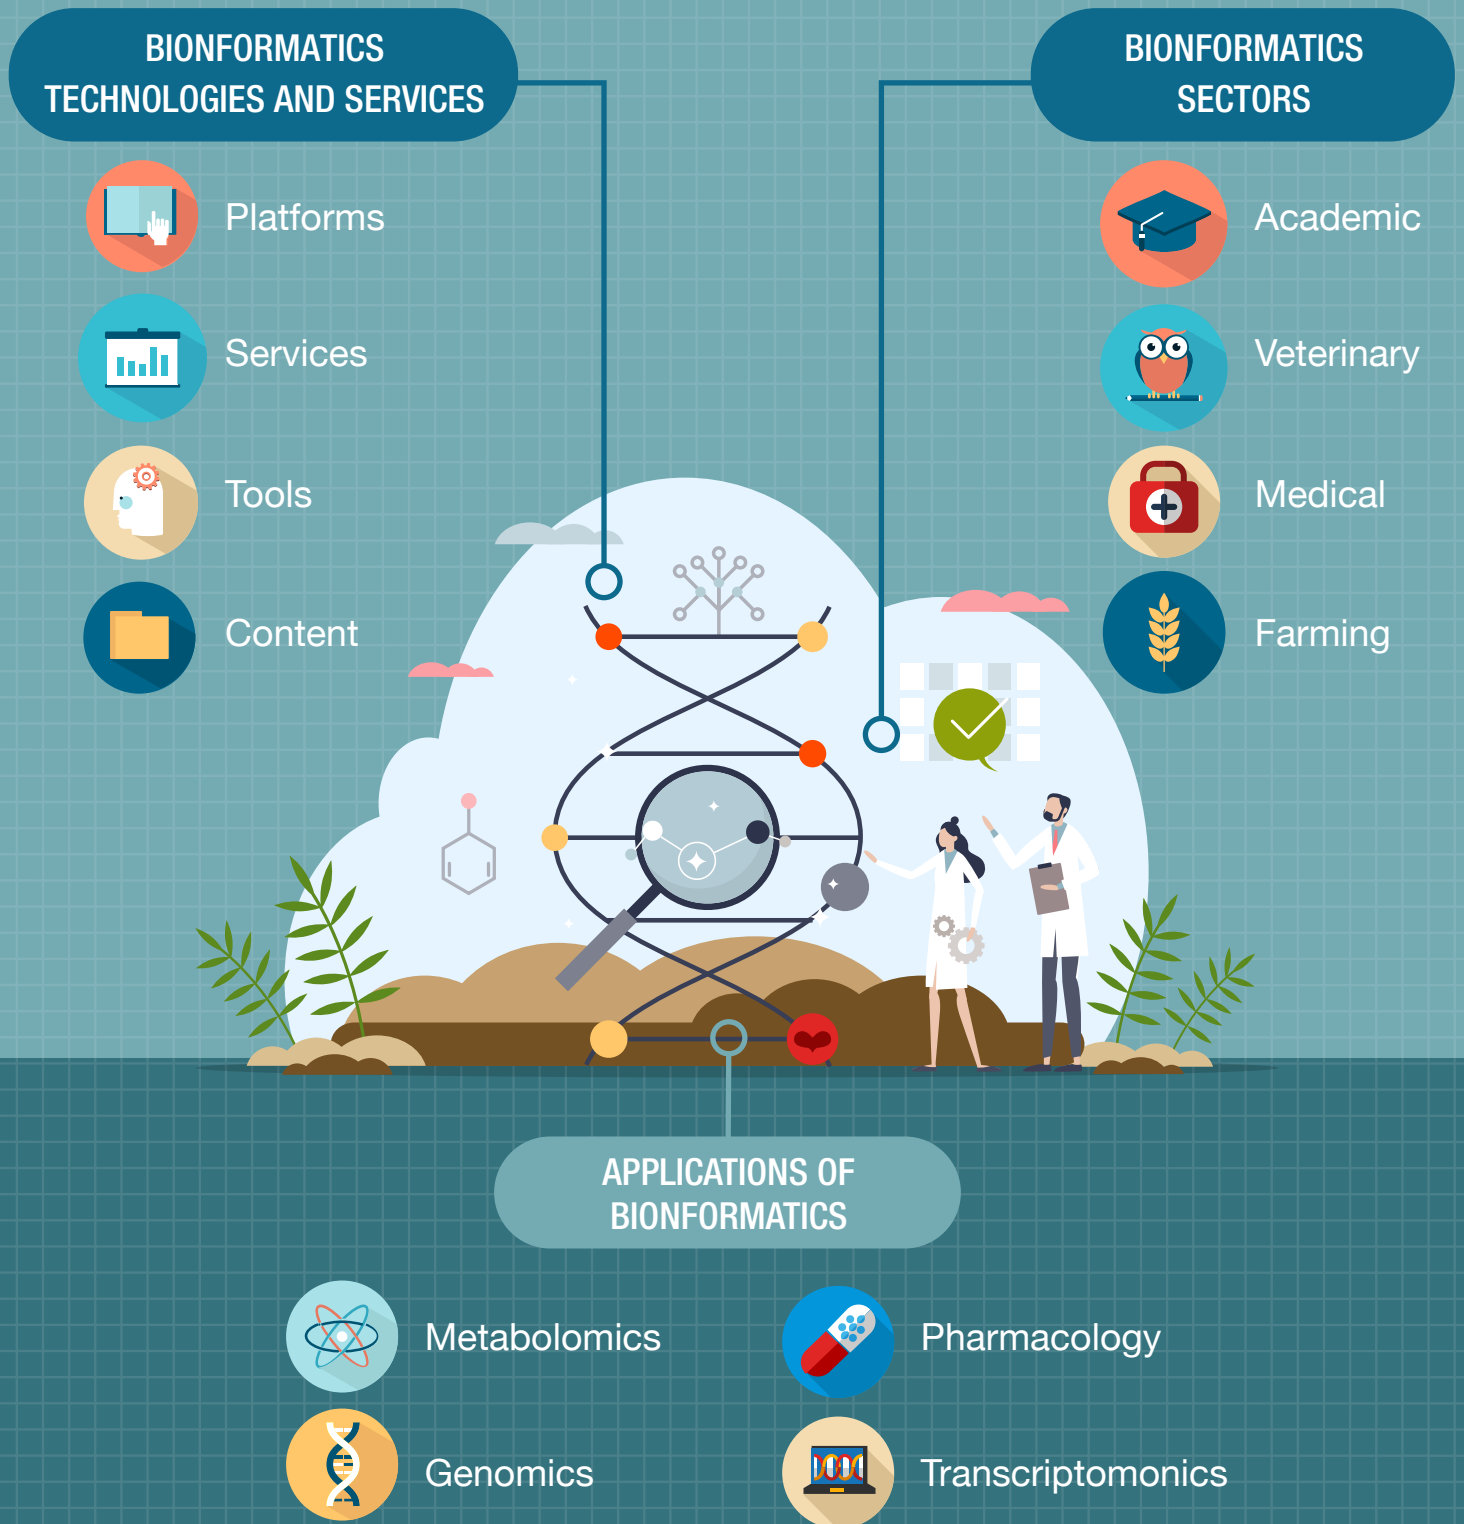 BIONFORMATICS
TECHNOLOGIES AND SERVICES
Platforms
Services
Tools
Content
BIONFORMATICS
SECTORS
Academic
Veterinary
Medical
Farming
APPLICATIONS OF
BIONFORMATICS
Metabolomics
Genomics
Pharmacology
Transcriptomonics